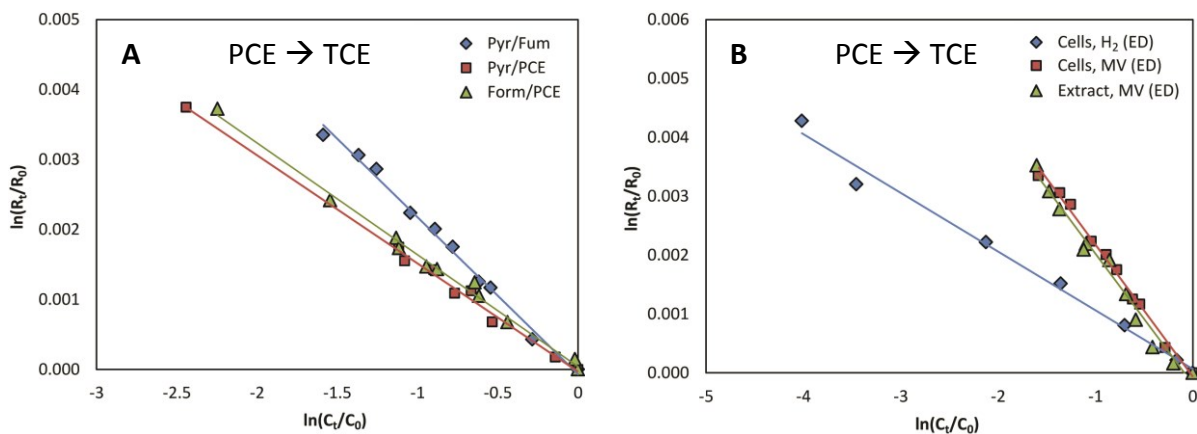 A
PCE → TCE
Pyr/Fum
Pyr/PCE
Form/PCE
0.005
0.004
0.003
0.002
0.001
0.000
ln(Rt/R0)
-3
-2.5
-2
-1.5
-1
-0.5
0
ln(Ct/C0)
B
PCE → TCE
Cells, H2 (ED)
Cells, MV (ED)
Extract, MV (ED)
0.006
0.005
0.004
0.003
0.002
0.001
0.000
ln(Rt/R0)
-5
-4
-3
-2
-1
0
ln(Ct/C0)